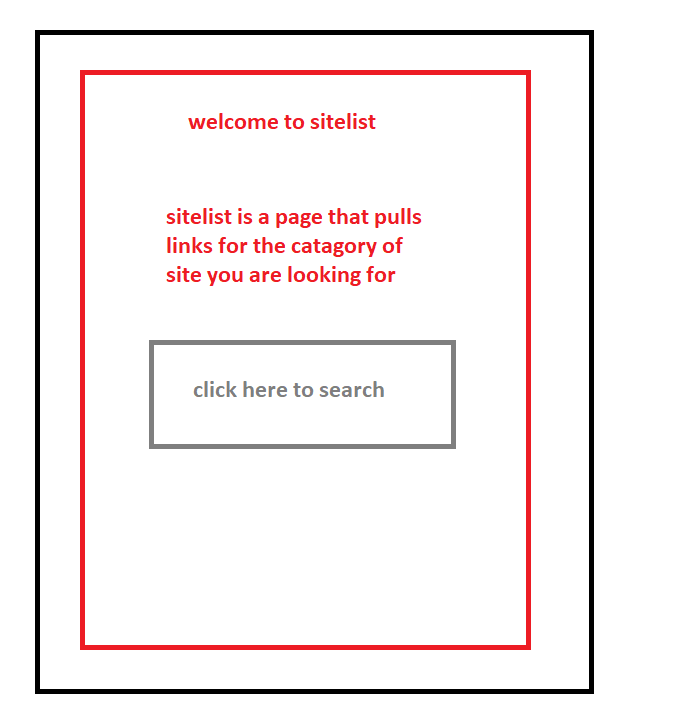 welcome to sitelist
sitelist is a page that pulls
links for the catagory of
site you are looking for
click here to search